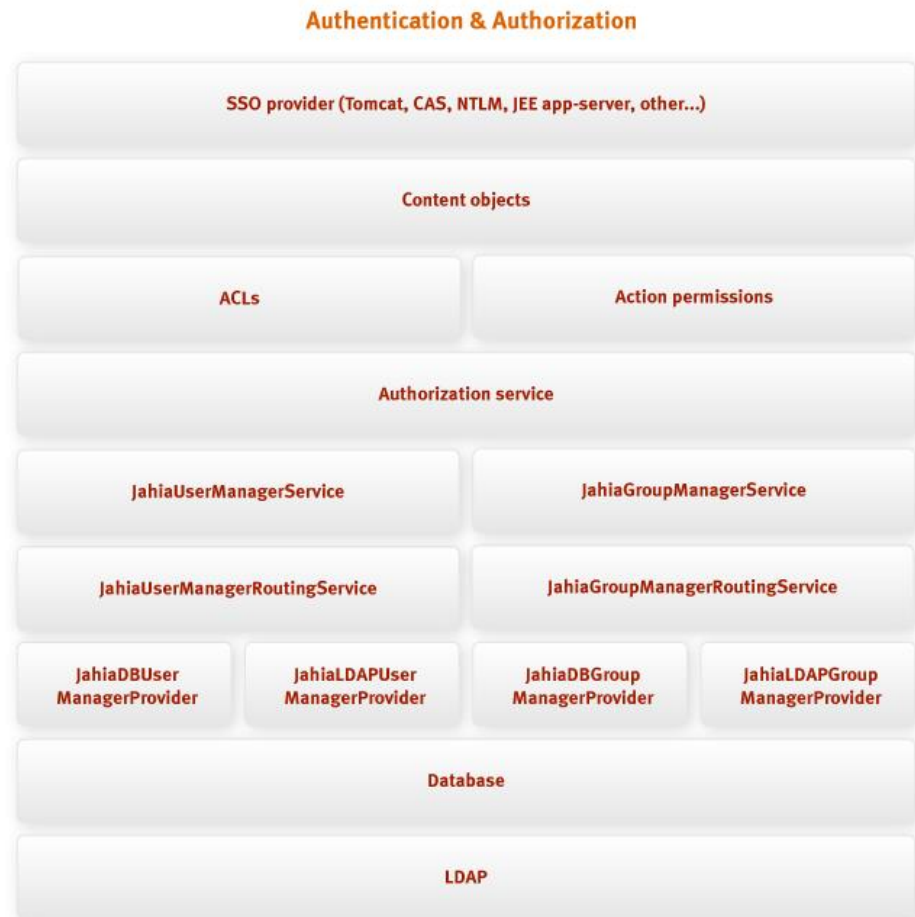 Authentication & Authorization
SSO provider (Tomcat, CAS, NTLM, JEE app-server, other...)
Content objects
ACLs
Action permissions
Authorization service
JahiaUserManagerService
JahiaGroupManagerService
JahiaUserManagerRoutingService
JahiaGroupManagerRoutingService
JahiaDBUser
ManagerProvider
JahiaLDAPUser
ManagerProvider
JahiaDBGroup
ManagerProvider
JahiaLDAPGroup
ManagerProvider
Database
LDAP